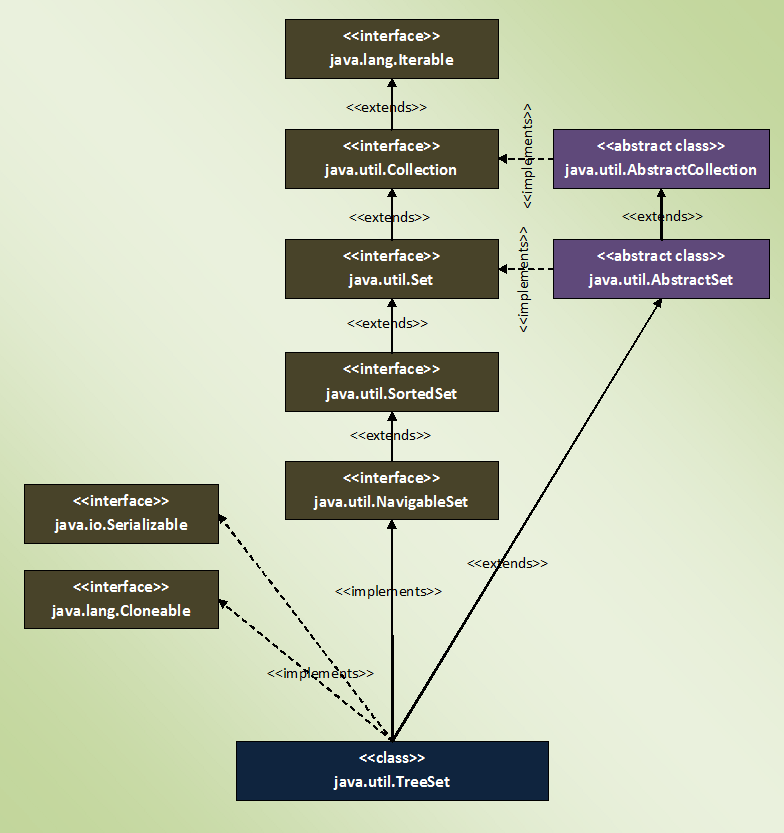 <<interface>>
java.lang.Iterable
<<extends>>
<<interface>>
java.util.Collection
<<implements>>
<<abstract class>>
java.util.AbstractCollection
<<extends>>
<<extends>>
<<interface>>
java.util.Set
<<implements>>
<<abstract class>>
java.util.AbstractSet
<<extends>>
<<interface>>
java.util.SortedSet
<<extends>>
<<interface>>
java.util.NavigableSet
<<interface>>
java.io.Serializable
<<extends>>
<<interface>>
java.lang.Cloneable
<<implements>>
<<implements>>
<<class>>
java.util.TreeSet